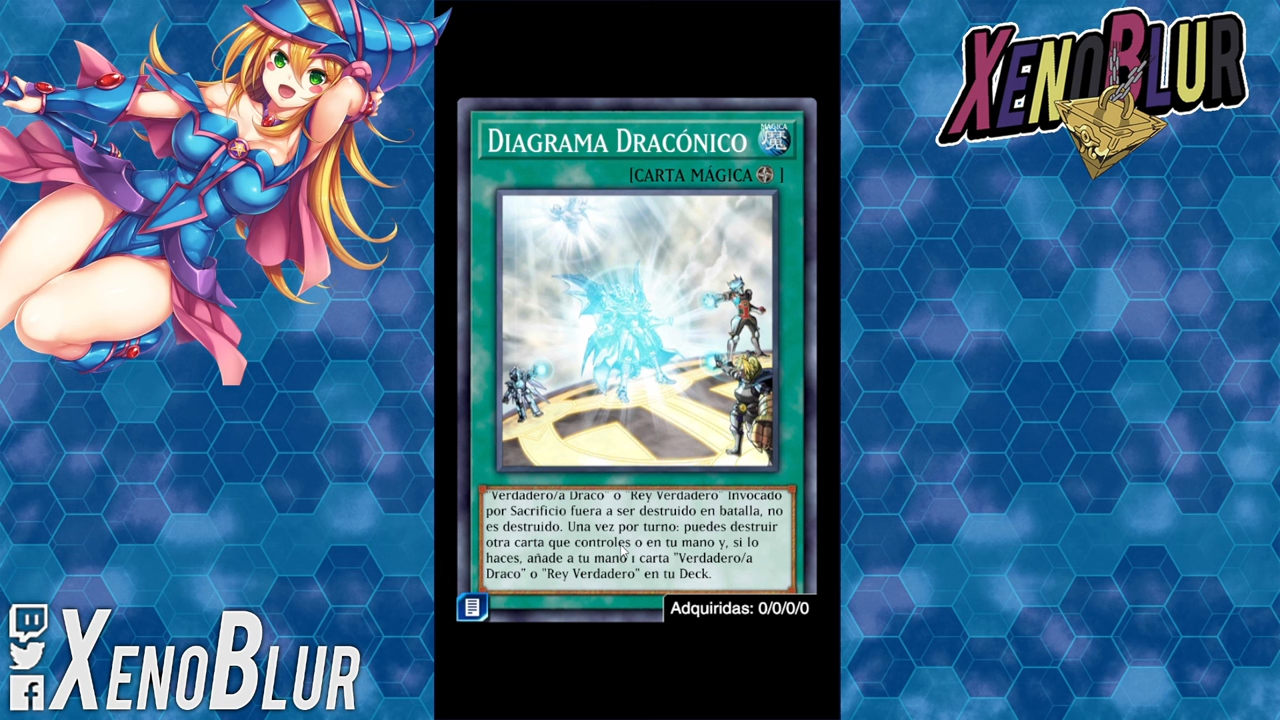 XENOBLUR
DIAGRAMA DRACÓNICO
MÁGICA
[CARTA MÁGICA ]
"Verdadero/a Draco" o "Rey Verdadero" Invocado
por Sacrificio fuera a ser destruido en batalla, no
es destruido. Una vez por turno: puedes destruir
otra carta que controles o en tu mano y, si lo
haces, añade a tu mano 1 carta "Verdadero/a
Draco" o "Rey Verdadero" en tu Deck.
Adquiridas: 0/0/0/0
XENOBLUR